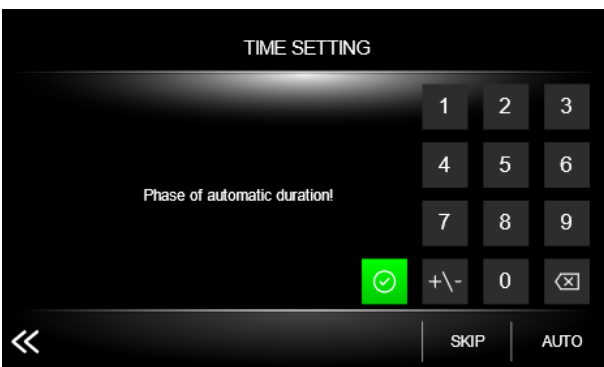 TIME SETTING
1 2 3
4 5 6
Phase of automatic duration!
7 8 9
+\- 0
SKIP AUTO